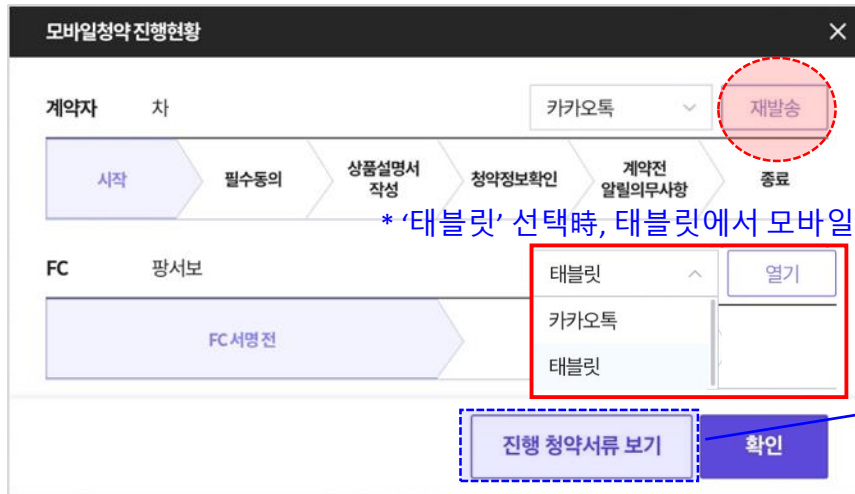 모바일청약 진행현황
계약자 차 카카오톡 재발송
시작 필수동의 상품설명서 작성 청약정보확인 계약전 알릴의무사항 종료
* ‘태블릿’ 선택時, 태블릿에서 모바일
FC 팡서보 태블릿 열기
카카오톡
FC 서명 전
태블릿
진행 청약서류 보기 확인